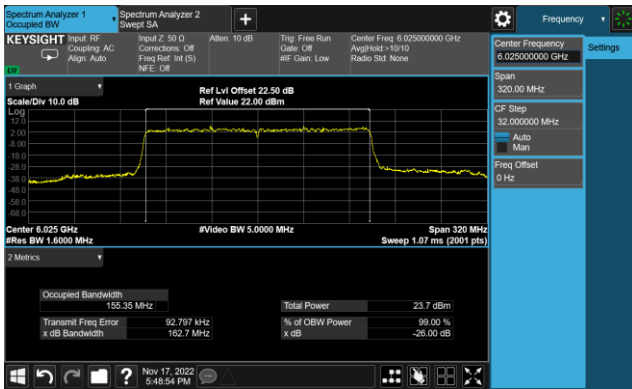 Spectrum Analyzer 1
Occupied BW
Spectrum Analyzer 2
Swept SA
+
Frequency
KEYSIGHT
Input: RF
Coupling: AC
Align: Auto
Input Z: 50 Ω
Corrections: Off
Freq Ref: Int (S)
NFE: Off
Atten: 10 dB
Trig: Free Run
Gate: Off
#IF Gain: Low
Center Freq: 6.025000000 GHz
Avg|Hold:>10/10
Radio Std: None
Center Frequency
6.025000000 GHz
Settings
Span
320.00 MHz
CF Step
32.000000 MHz
Auto
Man
Freq Offset
0 Hz
1 Graph
Scale/Div 10.0 dB
Ref Lvl Offset 22.50 dB
Ref Value 22.00 dBm
Log
12.0
2.00
-8.00
-18.0
-28.0
-38.0
-48.0
-58.0
-68.0
Center 6.025 GHz
#Res BW 1.6000 MHz
#Video BW 5.0000 MHz
Span 320 MHz
Sweep 1.07 ms (2001 pts)
2 Metrics
Occupied Bandwidth
155.35 MHz
Total Power 23.7 dBm
Transmit Freq Error 92.797 kHz
% of OBW Power 99.00 %
x dB Bandwidth 162.7 MHz
x dB -26.00 dB
?
Nov 17, 2022
5:48:54 PM